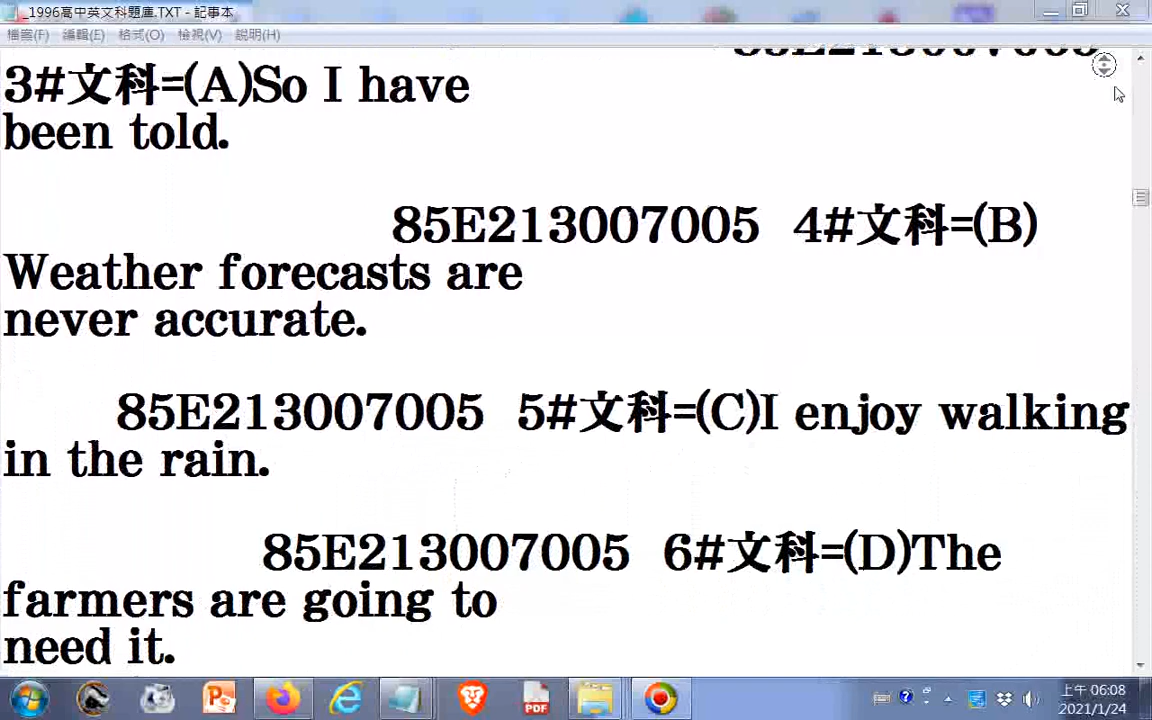 _1996高中英文科題庫.TXT - 記事本
檔案(F) 編輯(E) 格式(O) 檢視(V) 說明(H)
85E213007005
3#文科=(A)So I have
been told.
85E213007005 4#文科=(B)
Weather forecasts are
never accurate.
85E213007005 5#文科=(C)I enjoy walking
in the rain.
85E213007005 6#文科=(D)The
farmers are going to
need it.
PDF
上午 06:08
2021/1/24